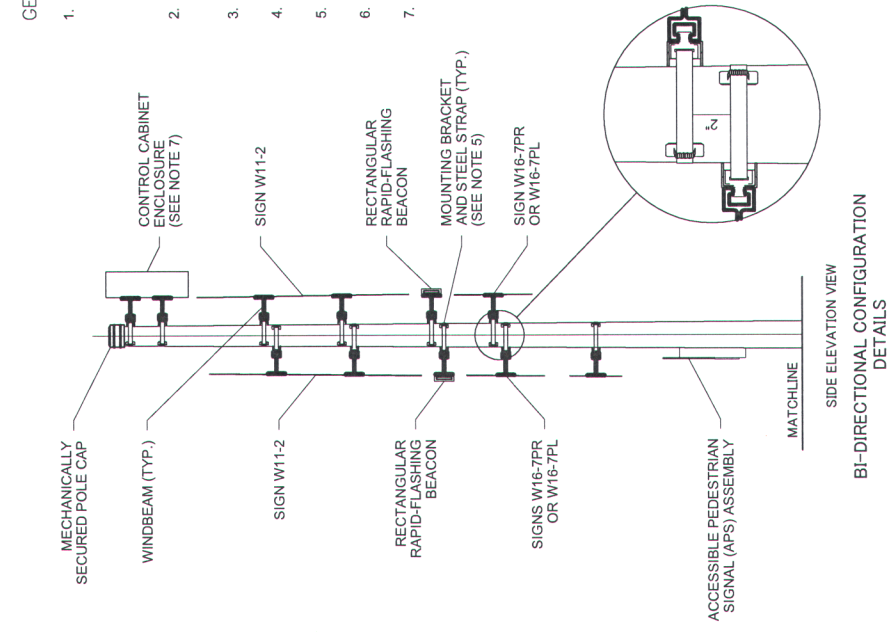 GE
1.
2.
3.
4.
5.
6.
7.
MECHANICALLY
SECURED POLE CAP
WINDBEAM (TYP.)
SIGN W11-2
RECTANGULAR
RAPID-FLASHING
BEACON
SIGNS W16-7PR
OR W16-7PL
ACCESSIBLE PEDESTRIAN
SIGNAL (APS) ASSEMBLY
CONTROL CABINET
ENCLOSURE
(SEE NOTE 7)
SIGN W11-2
RECTANGULAR
RAPID-FLASHING
BEACON
MOUNTING BRACKET
AND STEEL STRAP (TYP.)
(SEE NOTE 5)
SIGN W16-7PR
OR W16-7PL
2"
MATCHLINE
SIDE ELEVATION VIEW
BI-DIRECTIONAL CONFIGURATION
DETAILS